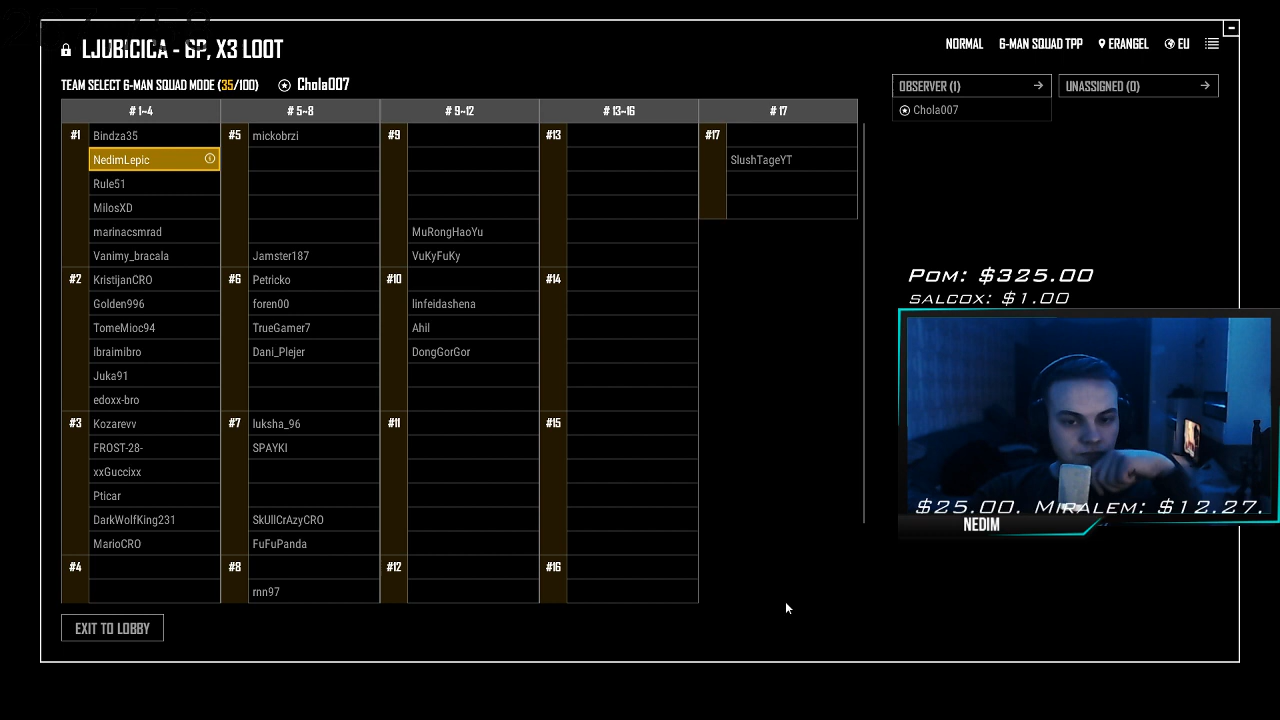 LJUBICICA - 6P, X3 LOOT
NORMAL 6-MAN SQUAD TPP ERANGEL EU
TEAM SELECT 6-MAN SQUAD MODE (35/100) Chola007
OBSERVER (1) UNASSIGNED (0)
Chola007
# 1~4 # 5~8 # 9~12 # 13~16 # 17
#1 Bindza35
NedimLepic
Rule51
MilosXD
marinacsmrad
Vanimy_bracala
#2 KristijanCRO
Golden996
TomeMioc94
ibraimibro
Juka91
edoxx-bro
#3 Kozarevv
FROST-28-
xxGuccixx
Pticar
DarkWolfKing231
MarioCRO
#4
#5 mickobrzi
Jamster187
#6 Petricko
foren00
TrueGamer7
Dani_Plejer
#7 luksha_96
SPAYKI
SkUllCrAzyCRO
FuFuPanda
#8
rnn97
#9
MuRongHaoYu
VuKyFuKy
#10
linfeidashena
Ahil
DongGorGor
#11
#12
#13
#14
#15
#16
#17
SlushTageYT
Pom: $325.00
salcox: $1.00
$25.00. Miralem: $12.27.
NEDIM
EXIT TO LOBBY